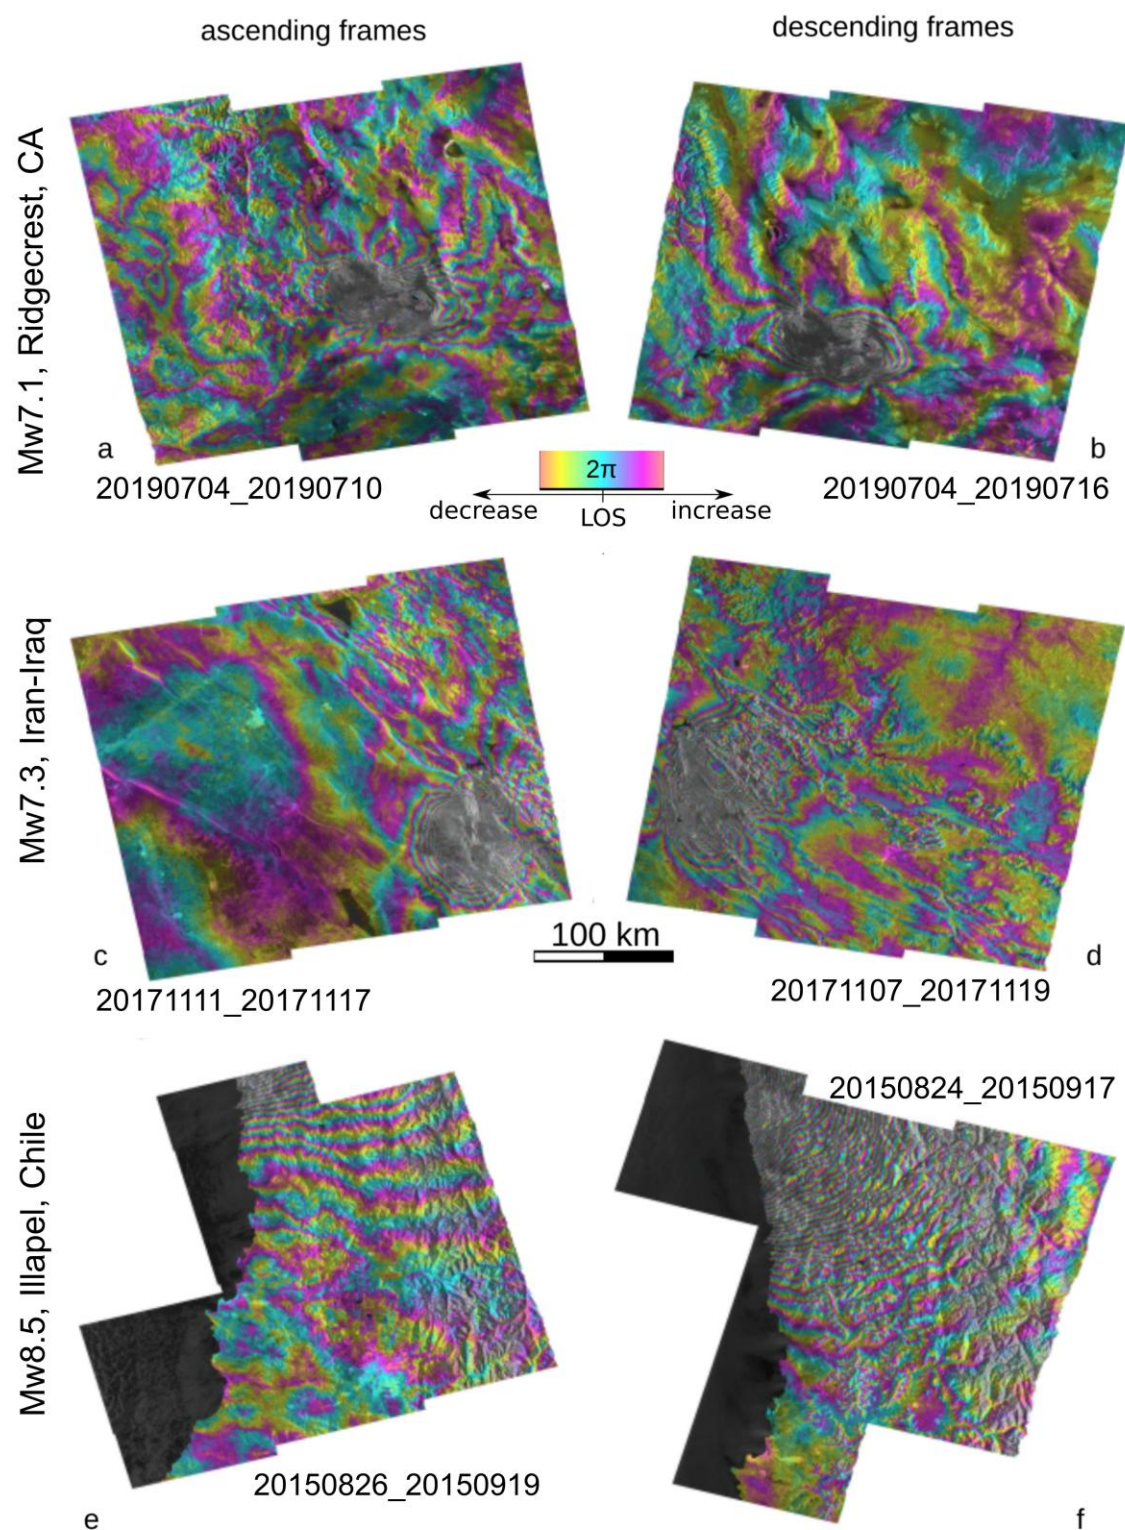 ascending frames
descending frames
Mw7.1, Ridgecrest, CA
a
b
20190704_20190710
2π
20190704_20190716
decrease
LOS
increase
Mw7.3, Iran-Iraq
c
100 km
d
20171111_20171117
20171107_20171119
Mw8.5, Illapel, Chile
20150824_20150917
20150826_20150919
e
f